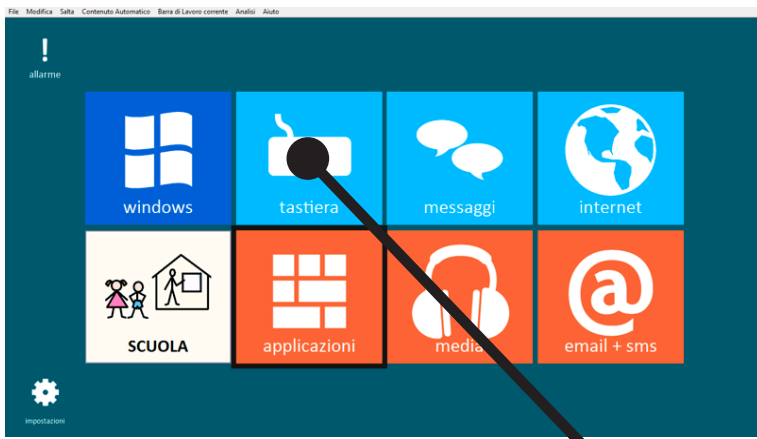 File Modifica Salta Contenuto Automatico Barra di Lavoro corrente Analisi Aiuto
!
allarme
windows tastiera messaggi internet
@
SCUOLA applicazioni media email + sms
impostazioni